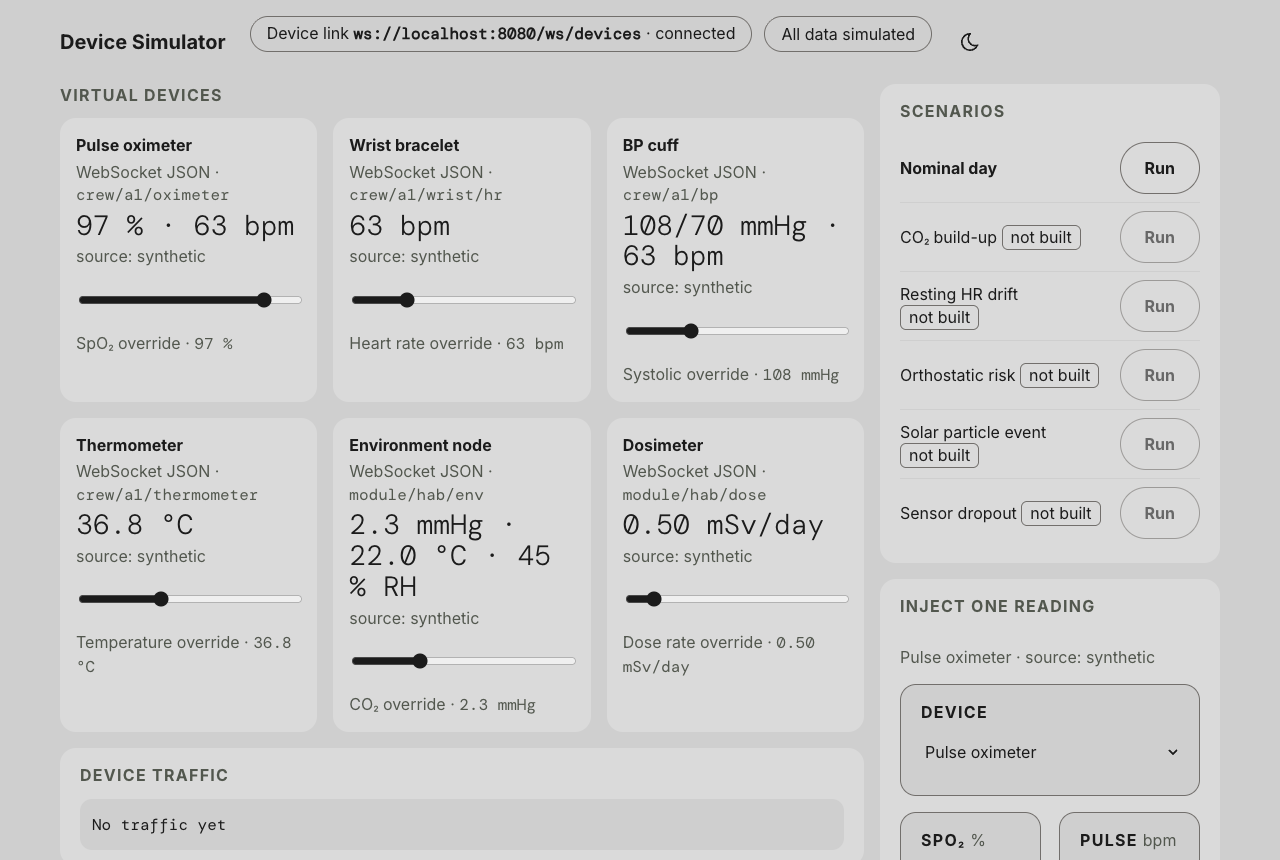 Device Simulator
Device link ws://localhost:8080/ws/devices · connected
All data simulated
VIRTUAL DEVICES
Pulse oximeter
WebSocket JSON ·
crew/a1/oximeter
97 % · 63 bpm
source: synthetic
SpO₂ override · 97 %
Wrist bracelet
WebSocket JSON ·
crew/a1/wrist/hr
63 bpm
source: synthetic
Heart rate override · 63 bpm
BP cuff
WebSocket JSON ·
crew/a1/bp
108/70 mmHg ·
63 bpm
source: synthetic
Systolic override · 108 mmHg
Thermometer
WebSocket JSON ·
crew/a1/thermometer
36.8 °C
source: synthetic
Temperature override · 36.8
°C
Environment node
WebSocket JSON ·
module/hab/env
2.3 mmHg ·
22.0 °C · 45
% RH
source: synthetic
CO₂ override · 2.3 mmHg
Dosimeter
WebSocket JSON ·
module/hab/dose
0.50 mSv/day
source: synthetic
Dose rate override · 0.50
mSv/day
DEVICE TRAFFIC
No traffic yet
SCENARIOS
Nominal day
Run
CO₂ build-up not built
Run
Resting HR drift
not built
Run
Orthostatic risk not built
Run
Solar particle event
not built
Run
Sensor dropout not built
Run
INJECT ONE READING
Pulse oximeter · source: synthetic
DEVICE
Pulse oximeter
SPO₂ %
PULSE bpm